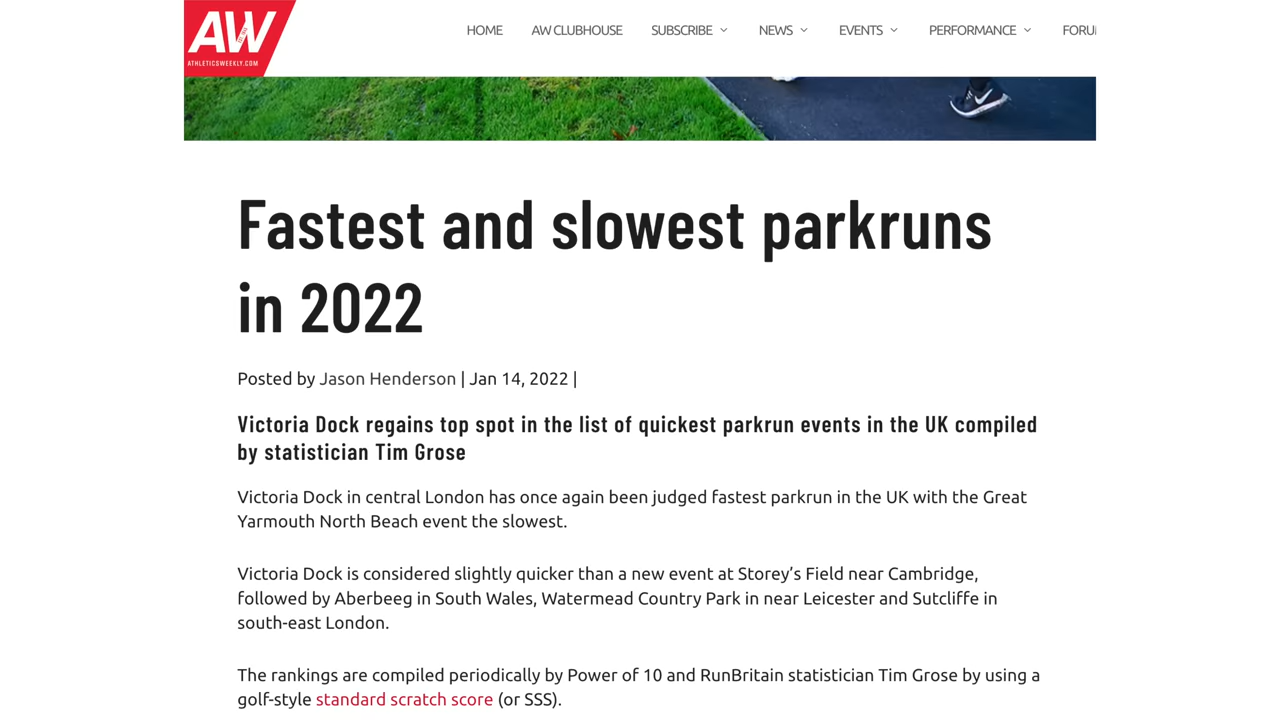 AW
ATHLETICSWEEKLY.COM
HOME AW CLUBHOUSE SUBSCRIBE NEWS EVENTS PERFORMANCE FORU
Fastest and slowest parkruns
in 2022
Posted by Jason Henderson | Jan 14, 2022 |
Victoria Dock regains top spot in the list of quickest parkrun events in the UK compiled
by statistician Tim Grose
Victoria Dock in central London has once again been judged fastest parkrun in the UK with the Great
Yarmouth North Beach event the slowest.
Victoria Dock is considered slightly quicker than a new event at Storey’s Field near Cambridge,
followed by Aberbeeg in South Wales, Watermead Country Park in near Leicester and Sutcliffe in
south-east London.
The rankings are compiled periodically by Power of 10 and RunBritain statistician Tim Grose by using a
golf-style standard scratch score (or SSS).